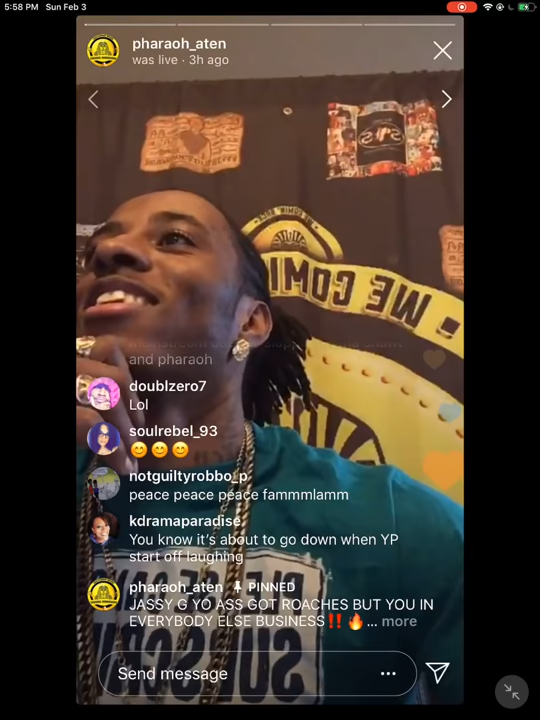 5:58 PM Sun Feb 3
pharaoh_aten
was live · 3h ago
and pharaoh
WE COMI
doublzero7
Lol
soulrebel_93
😊😊😊
notguiltyrobbo_p
peace peace peace fammmlamm
kdramaparadise
You know it’s about to go down when YP
start off laughing
pharaoh_aten PINNED
JASSY G YO ASS GOT ROACHES BUT YOU IN
EVERYBODY ELSE BUSINESS‼️🔥... more
Send message